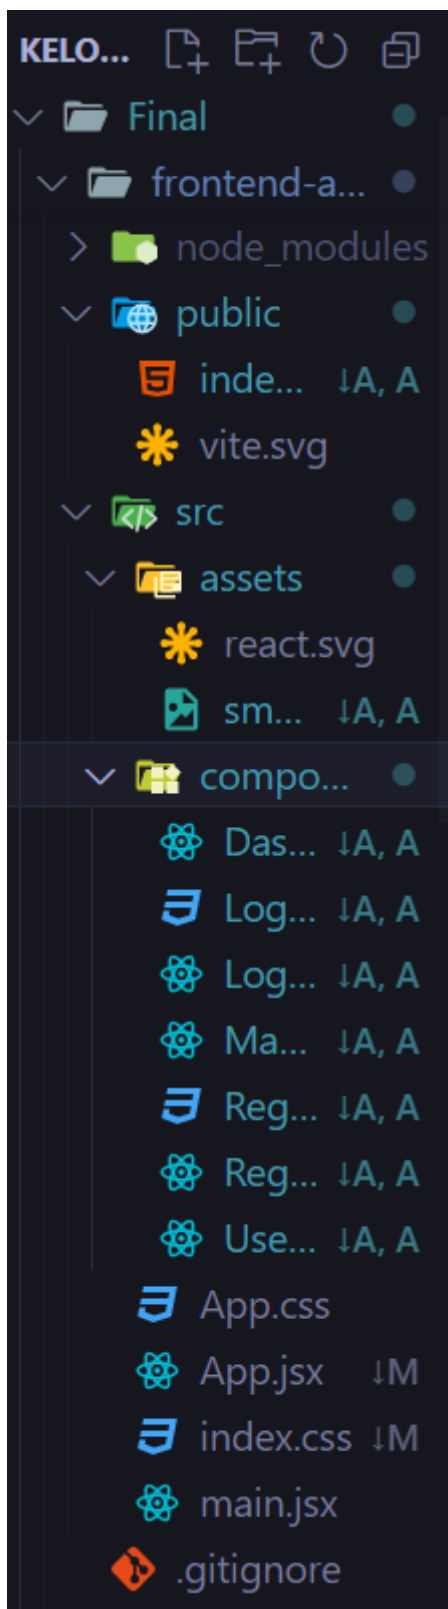 KELO...
Final
frontend-a...
node_modules
public
inde... ↓A, A
vite.svg
src
assets
react.svg
sm... ↓A, A
compo...
Das... ↓A, A
Log... ↓A, A
Log... ↓A, A
Ma... ↓A, A
Reg... ↓A, A
Reg... ↓A, A
Use... ↓A, A
App.css
App.jsx ↓M
index.css ↓M
main.jsx
.gitignore